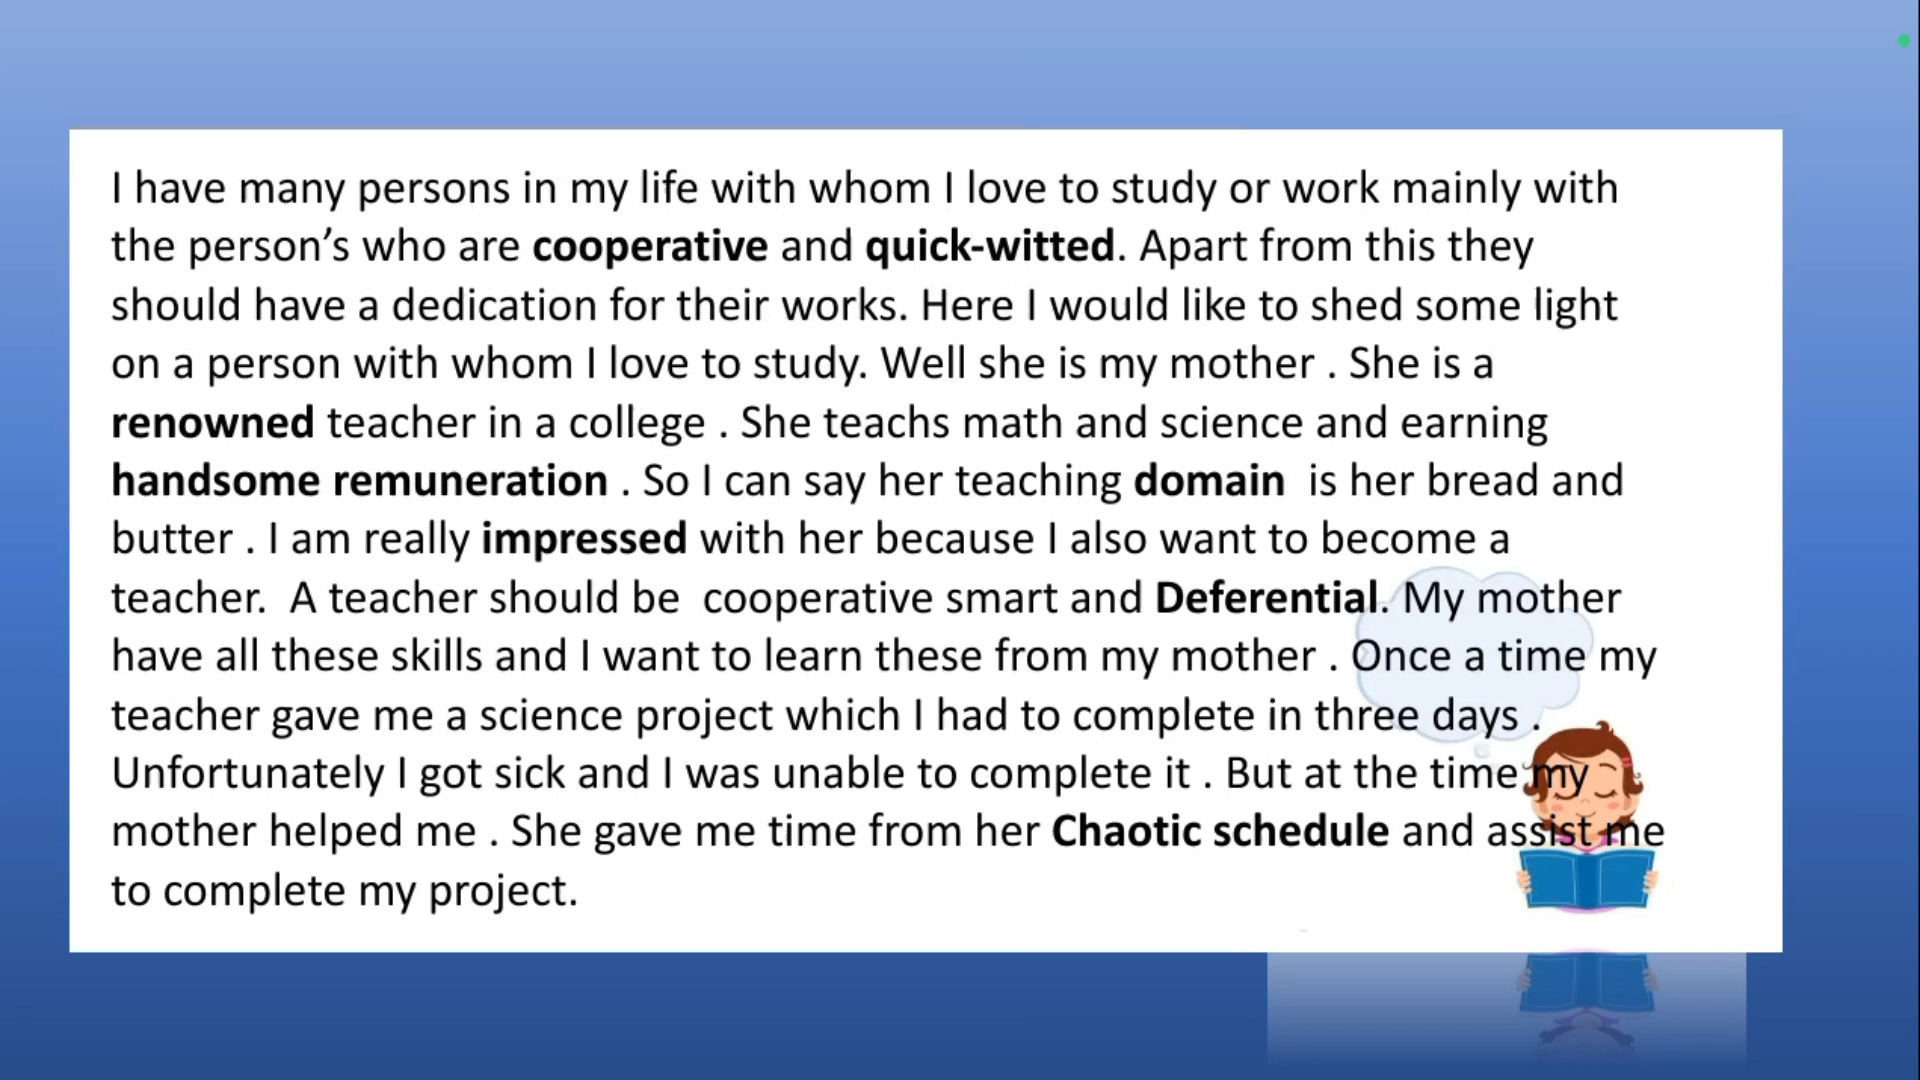 I have many persons in my life with whom I love to study or work mainly with
the person’s who are cooperative and quick-witted. Apart from this they
should have a dedication for their works. Here I would like to shed some light
on a person with whom I love to study. Well she is my mother . She is a
renowned teacher in a college . She teachs math and science and earning
handsome remuneration . So I can say her teaching domain  is her bread and
butter . I am really impressed with her because I also want to become a
teacher.  A teacher should be  cooperative smart and Deferential. My mother
have all these skills and I want to learn these from my mother . Once a time my
teacher gave me a science project which I had to complete in three days .
Unfortunately I got sick and I was unable to complete it . But at the time my
mother helped me . She gave me time from her Chaotic schedule and assist me
to complete my project.